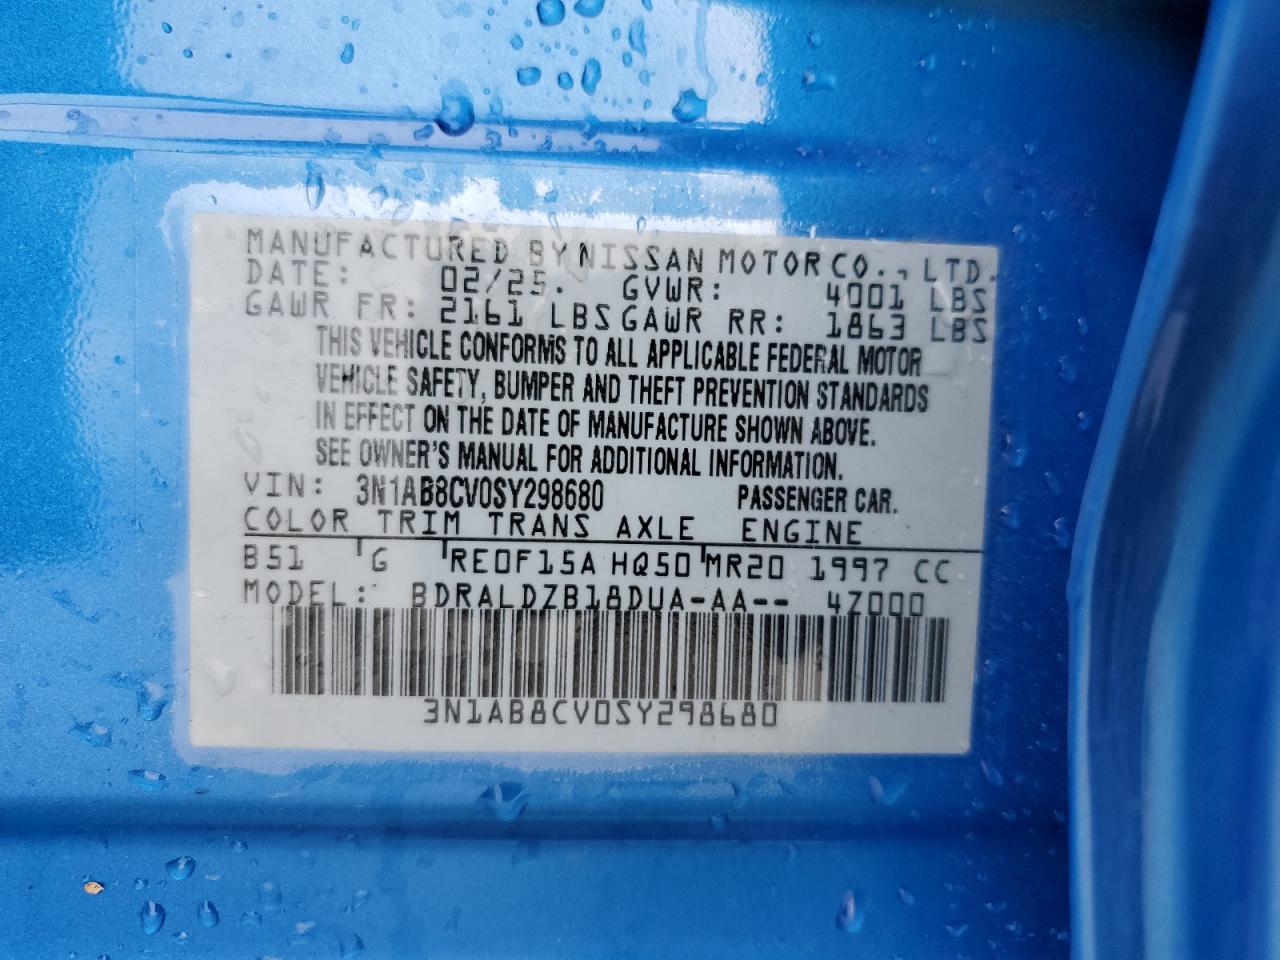 MANUFACTURED BY NISSAN MOTOR CO., LTD.
DATE: 02/25. GVWR: 4001 LBS
GAWR FR: 2161 LBS GAWR RR: 1863 LBS
THIS VEHICLE CONFORMS TO ALL APPLICABLE FEDERAL MOTOR
VEHICLE SAFETY, BUMPER AND THEFT PREVENTION STANDARDS
IN EFFECT ON THE DATE OF MANUFACTURE SHOWN ABOVE.
SEE OWNER'S MANUAL FOR ADDITIONAL INFORMATION.
VIN: 3N1AB8CV0SY298680 PASSENGER CAR.
COLOR TRIM TRANS AXLE ENGINE
B51 G RE0F15A HQ50 MR20 1997 CC
MODEL: BDRALDZB18DUA-AA-- 4Z000
3N1AB8CV0SY298680